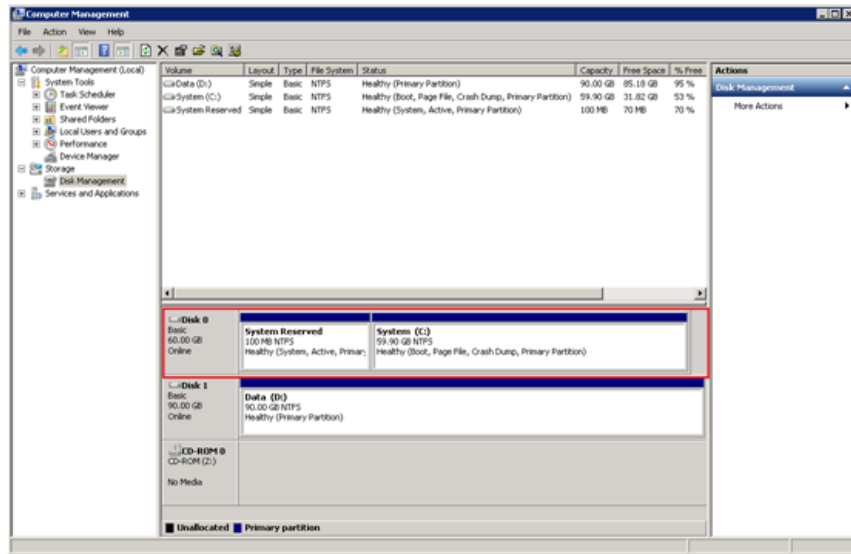 Computer Management
File Action View Help
Computer Management (Local)
System Tools
Task Scheduler
Event Viewer
Shared Folders
Local Users and Groups
Performance
Device Manager
Storage
Disk Management
Services and Applications
Volume Layout Type File System Status Capacity Free Space % Free
Data (D:) Simple Basic NTFS Healthy (Primary Partition) 90.00 GB 85.18 GB 95 %
System (C:) Simple Basic NTFS Healthy (Boot, Page File, Crash Dump, Primary Partition) 59.90 GB 31.82 GB 53 %
System Reserved Simple Basic NTFS Healthy (System, Active, Primary Partition) 100 MB 70 MB 70 %
Actions
Disk Management
More Actions
Disk 0
Basic
60.00 GB
Online
System Reserved
100 MB NTFS
Healthy (System, Active, Primar
System (C:)
59.90 GB NTFS
Healthy (Boot, Page File, Crash Dump, Primary Partition)
Disk 1
Basic
90.00 GB
Online
Data (D:)
90.00 GB NTFS
Healthy (Primary Partition)
CD-ROM 0
CD-ROM (Z:)
No Media
Unallocated Primary partition